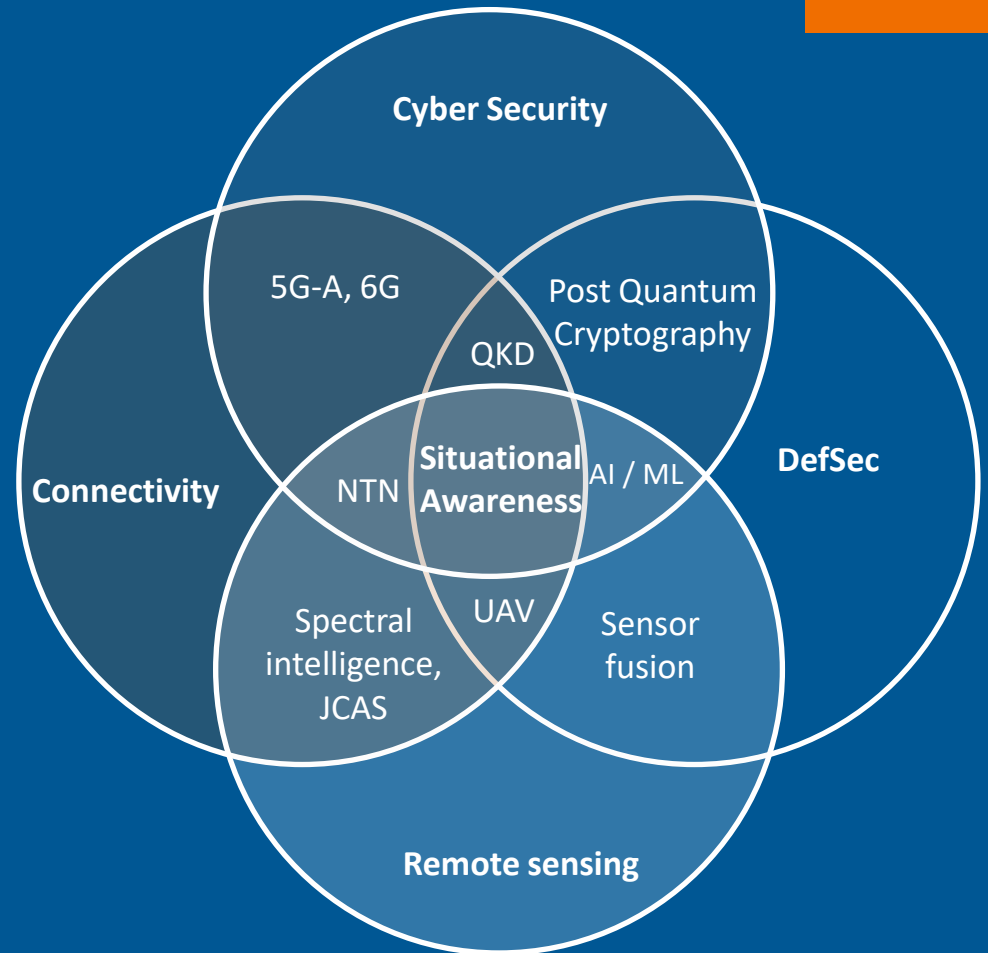 Cyber Security
5G-A, 6G
Post Quantum
Cryptography
QKD
Connectivity
NTN
Situational
Awareness
AI / ML
DefSec
Spectral
intelligence,
JCAS
UAV
Sensor
fusion
Remote sensing